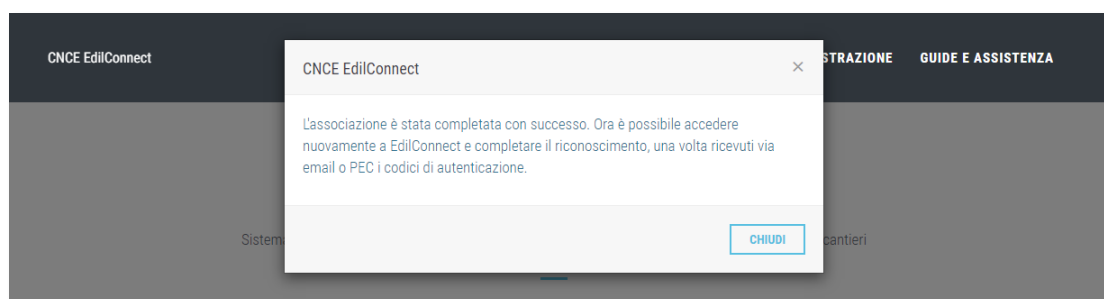 CNCE EdilConnect
STRAZIONE GUIDE E ASSISTENZA
CNCE EdilConnect ×
L'associazione è stata completata con successo. Ora è possibile accedere
nuovamente a EdilConnect e completare il riconoscimento, una volta ricevuti via
email o PEC i codici di autenticazione.
CHIUDI
Sistem
cantieri